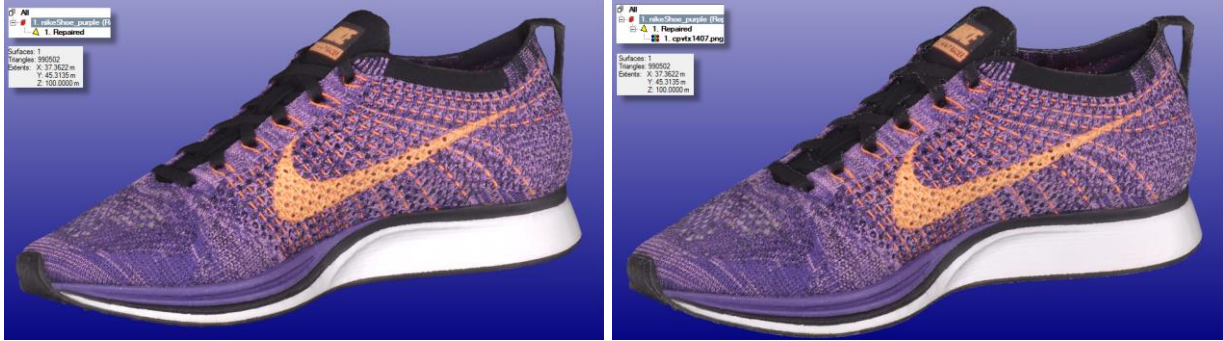 All
1. nikeShoe_purple (R
1. Repaired
Surfaces: 1
Triangles: 990502
Extents: X: 37.3622 m
Y: 45.3135 m
Z: 100.0000 m
All
1. nikeShoe_purple (Rep
1. Repaired
1. cpvtx1407.png
Surfaces: 1
Triangles: 990502
Extents: X: 37.3622 m
Y: 45.3135 m
Z: 100.0000 m